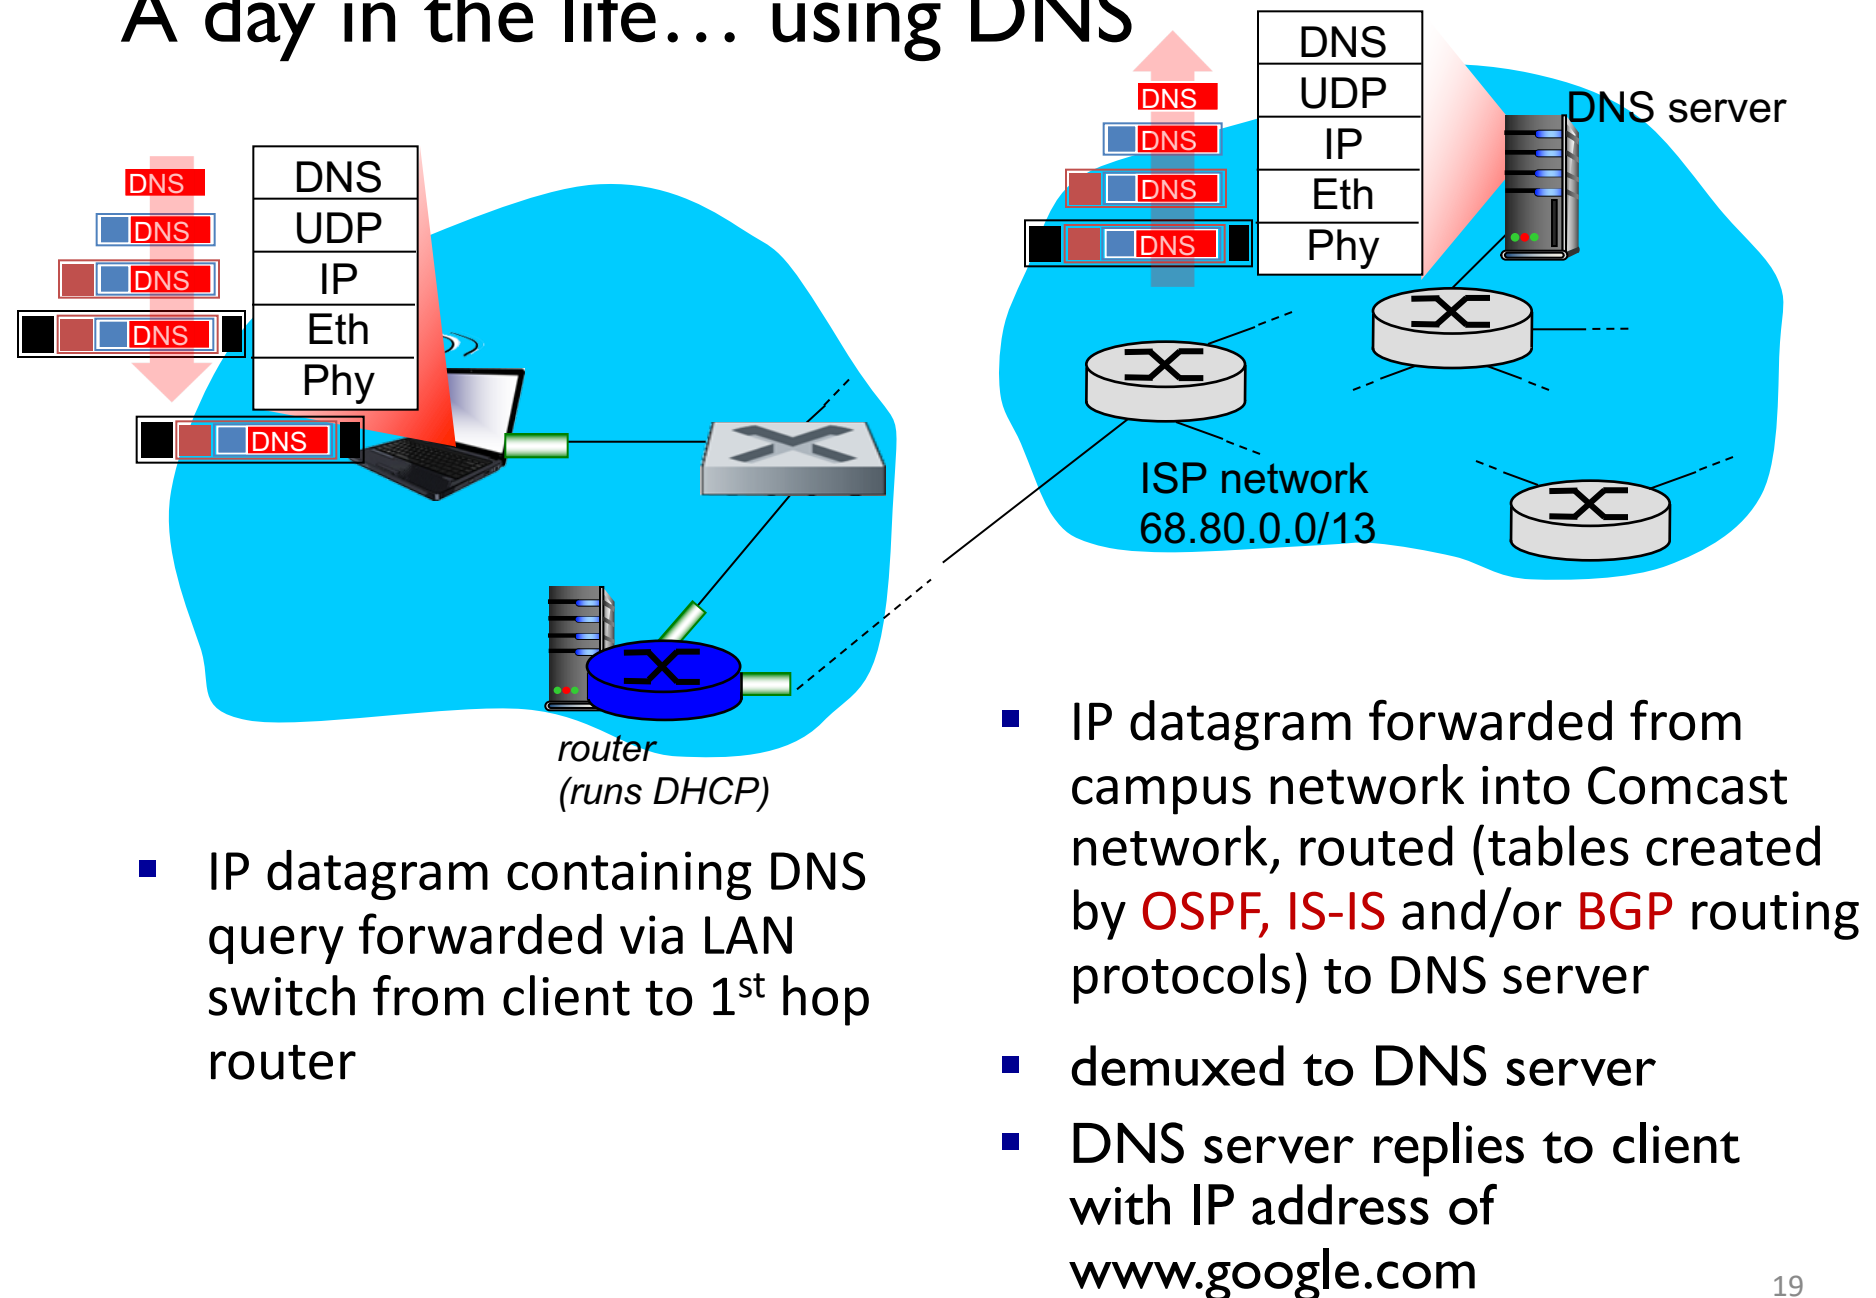 A day in the life… using DNS
DNS
DNS
DNS
DNS
DNS
UDP
IP
Eth
Phy
DNS
DNS
DNS
DNS
DNS
DNS
UDP
IP
Eth
Phy
DNS server
ISP network
68.80.0.0/13
router
(runs DHCP)
▪ IP datagram containing DNS
query forwarded via LAN
switch from client to 1st hop
router
▪ IP datagram forwarded from
campus network into Comcast
network, routed (tables created
by OSPF, IS-IS and/or BGP routing
protocols) to DNS server
▪ demuxed to DNS server
▪ DNS server replies to client
with IP address of
www.google.com
19